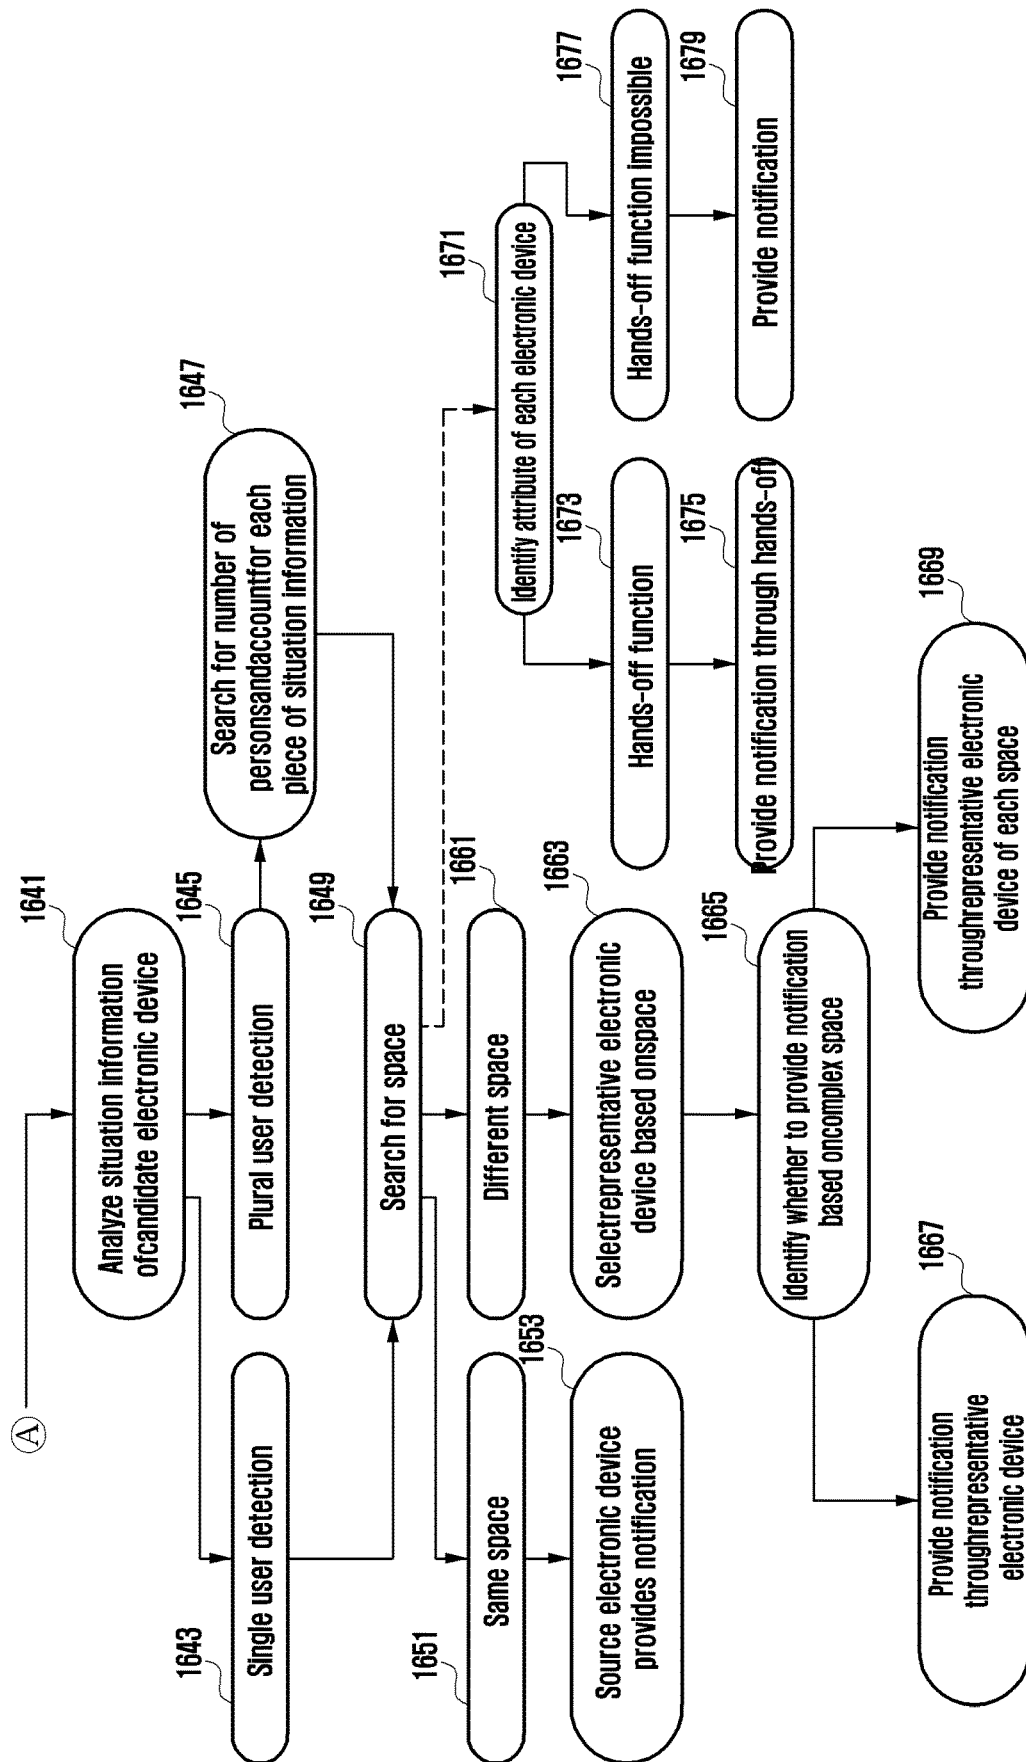 A
1641
Analyze situation information
ofcandidate electronic device
1643
Single user detection
1645
Plural user detection
1647
Search for number of
personsandaccountfor each
piece of situation information
1649
Search for space
1651
Same space
1653
Source electronic device
provides notification
1661
Different space
1663
Selectrepresentative electronic
device based onspace
1665
Identify whether to provide notification
based oncomplex space
1667
Provide notification
throughrepresentative
electronic device
1669
Provide notification
throughrepresentative electronic
device of each space
1671
Identify attribute of each electronic device
1673
Hands-off function
1675
Provide notification through hands-off
1677
Hands-off function impossible
1679
Provide notification